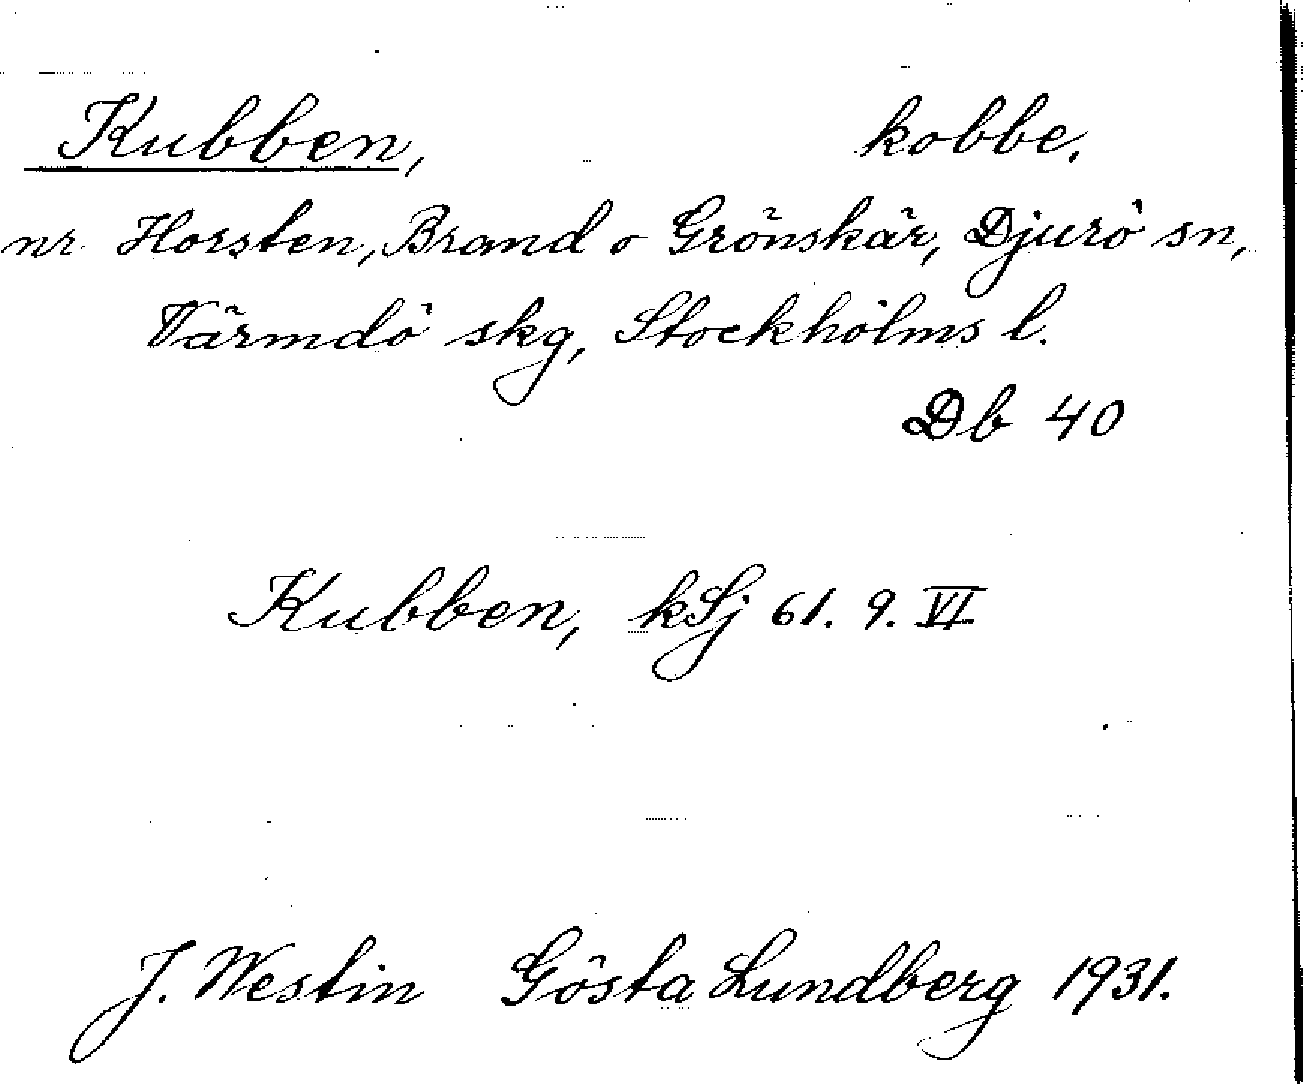 Kubben, kobbe.
nr Horsten, Brand o Grönskär, Djurö sn,
Värmdö skg, Stockholms l.
Db 40
Kubben, kSj 61. 9. VI
J. Westin Gösta Lundberg 1931.